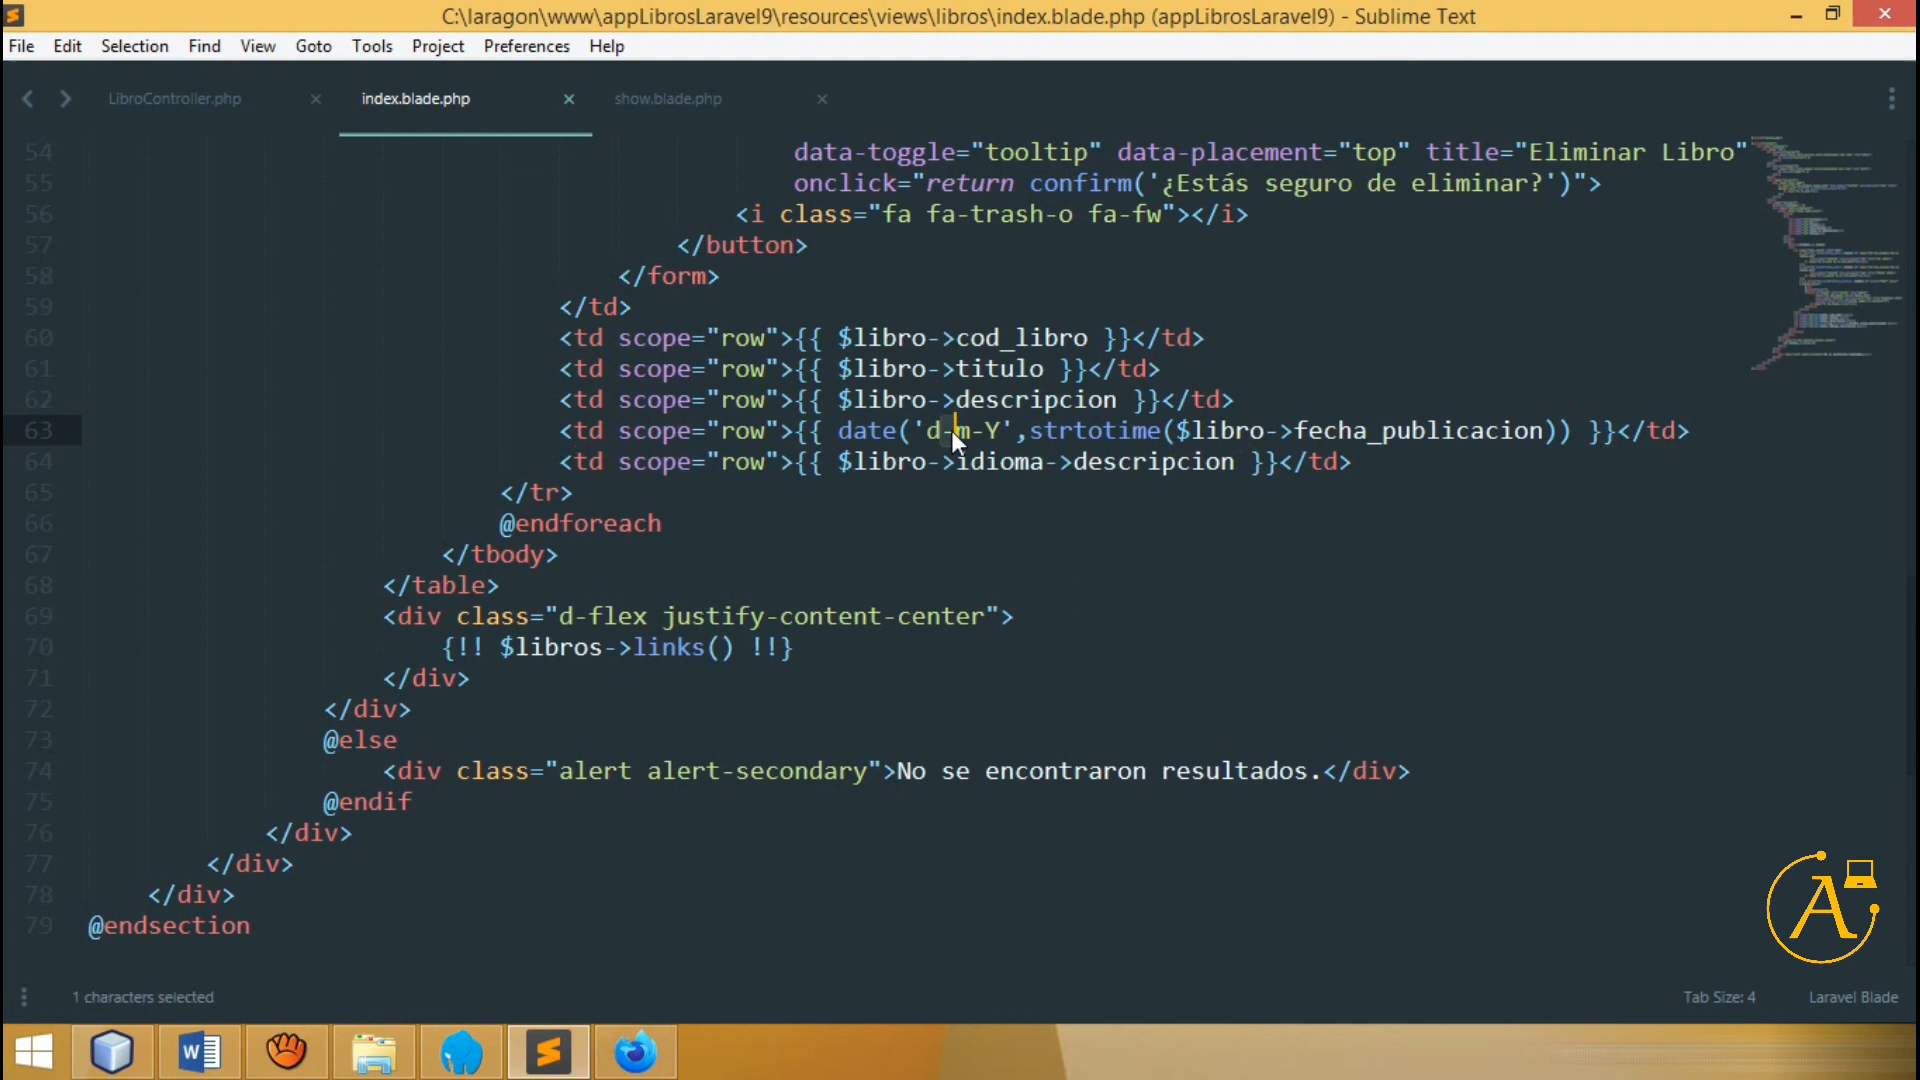 C:\laragon\www\appLibrosLaravel9\resources\views\libros\index.blade.php (appLibrosLaravel9) - Sublime Text
File Edit Selection Find View Goto Tools Project Preferences Help
LibroController.php index.blade.php show.blade.php
54 data-toggle="tooltip" data-placement="top" title="Eliminar Libro"
55 onclick="return confirm('¿Estás seguro de eliminar?')">
56 <i class="fa fa-trash-o fa-fw"></i>
57 </button>
58 </form>
59 </td>
60 <td scope="row">{{ $libro->cod_libro }}</td>
61 <td scope="row">{{ $libro->titulo }}</td>
62 <td scope="row">{{ $libro->descripcion }}</td>
63 <td scope="row">{{ date('d-m-Y',strtotime($libro->fecha_publicacion)) }}</td>
64 <td scope="row">{{ $libro->idioma->descripcion }}</td>
65 </tr>
66 @endforeach
67 </tbody>
68 </table>
69 <div class="d-flex justify-content-center">
70 {!! $libros->links() !!}
71 </div>
72 </div>
73 @else
74 <div class="alert alert-secondary">No se encontraron resultados.</div>
75 @endif
76 </div>
77 </div>
78 </div>
79 @endsection
A
1 characters selected Tab Size: 4 Laravel Blade